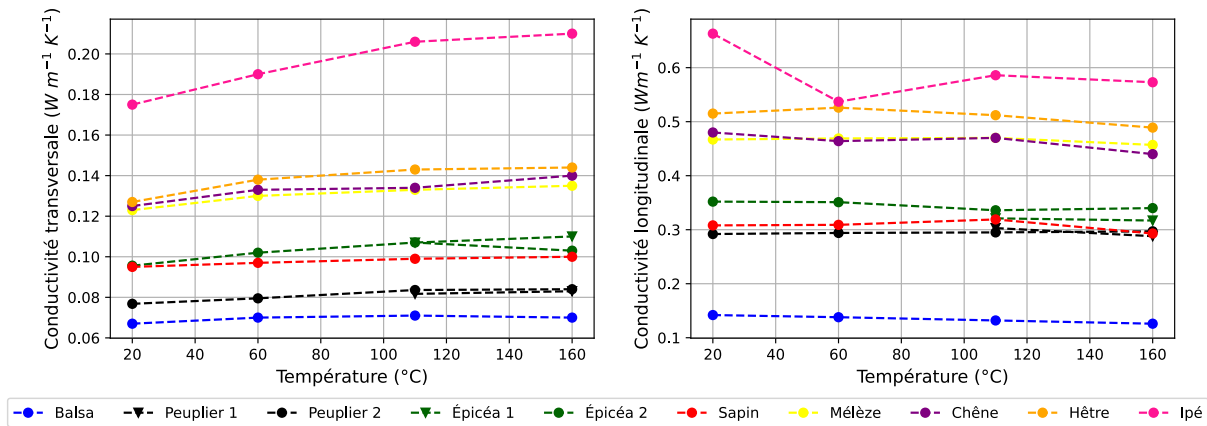 Conductivité transversale (W m⁻¹ K⁻¹)
0.20
0.18
0.16
0.14
0.12
0.10
0.08
0.06
20 40 60 80 100 120 140 160
Température (°C)
Conductivité longitudinale (Wm⁻¹ K⁻¹)
0.6
0.5
0.4
0.3
0.2
0.1
20 40 60 80 100 120 140 160
Température (°C)
Balsa Peuplier 1 Peuplier 2 Épicéa 1 Épicéa 2 Sapin Mélèze Chêne Hêtre Ipé